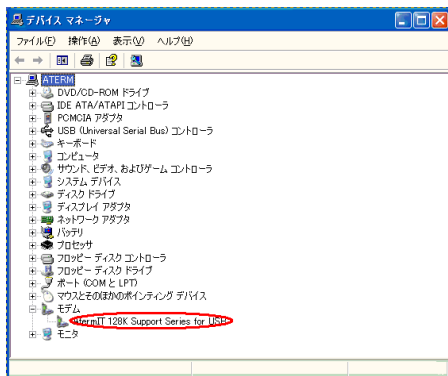 デバイス マネージャ
ファイル(F) 操作(A) 表示(V) ヘルプ(H)
ATERM
DVD/CD-ROM ドライブ
IDE ATA/ATAPI コントローラ
PCMCIA アダプタ
USB (Universal Serial Bus) コントローラ
キーボード
コンピュータ
サウンド、ビデオ、およびゲーム コントローラ
システム デバイス
ディスク ドライブ
ディスプレイ アダプタ
ネットワーク アダプタ
バッテリ
プロセッサ
フロッピー ディスク コントローラ
フロッピー ディスク ドライブ
ポート (COM と LPT)
マウスとそのほかのポインティング デバイス
モデム
AtermIT 128K Support Series for USB
モニタ